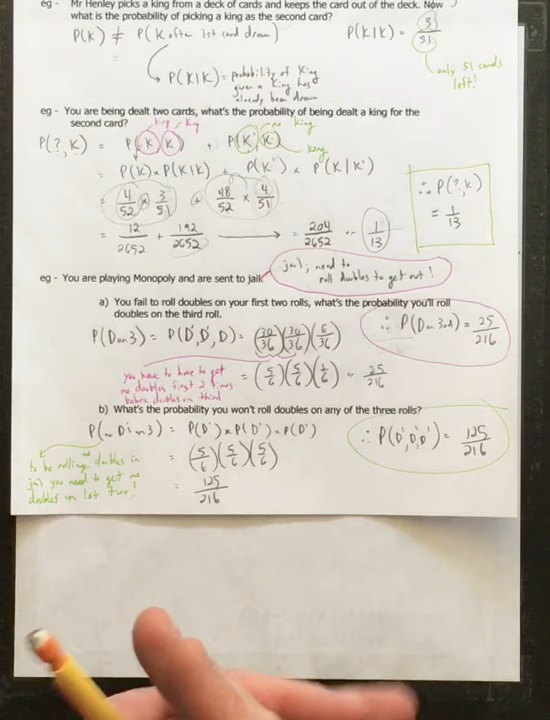 eg - Mr Henley picks a king from a deck of cards and keeps the card out of the deck. Now
what is the probability of picking a king as the second card?
P(K) ≠ P(K after 1st card drawn) P(K|K) = 3/51
only 51 cards left!
P(K|K) = probability of King
given a King has
already been drawn
eg - You are being dealt two cards, what's the probability of being dealt a king for the
second card?
King King
no King
King
P(?, K) = P(K K) + P(K' K)
= P(K) × P(K|K) + P(K') × P(K|K')
= 4/52 × 3/51 + 48/52 × 4/51
= 12/2652 + 192/2652 → = 204/2652 = 1/13
∴ P(?, K)
= 1/13
eg - You are playing Monopoly and are sent to jail.
jail; need to
roll doubles to get out!
a) You fail to roll doubles on your first two rolls, what's the probability you'll roll
doubles on the third roll.
P(D on 3) = P(D', D', D) = (30/36)(30/36)(6/36)
∴ P(D on 3rd) = 25/216
you have to have to get
no doubles first 2 times
before doubles on third
= (5/6)(5/6)(1/6) = 25/216
b) What's the probability you won't roll doubles on any of the three rolls?
P(no D in 3) = P(D') × P(D') × P(D')
∴ P(D', D', D') = 125/216
to be rolling doubles in
jail you need to get no
doubles on 1st two!
= (5/6)(5/6)(5/6)
= 125/216